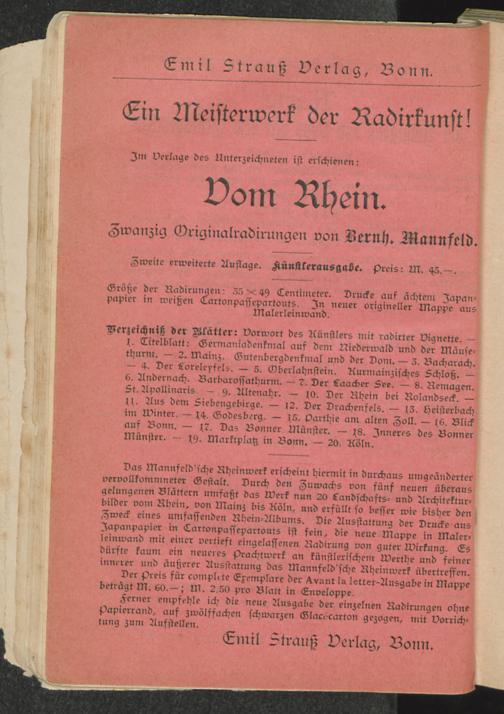 Emil Strauß Verlag, Bonn.
Ein Meisterwerk der Radirkunst!
Im Verlage des Unterzeichneten ist erschienen:
Vom Rhein.
Zwanzig Originalradirungen von Bernh. Mannfeld.
Zweite erweiterte Auflage. Künstlerausgabe. Preis: M. 45.—.
Größe der Radirungen: 35×49 Centimeter. Drucke auf ächtem Japan-
papier in weißen Cartonpassepartouts. In neuer origineller Mappe aus
Malerleinwand.
Verzeichniß der Blätter: Vorwort des Künstlers mit radirter Vignette. —
1. Titelblatt: Germaniadenkmal auf dem Niederwald und der Mäuse-
thurm. — 2. Mainz. Gutenbergdenkmal und der Dom. — 3. Bacharach.
— 4. Der Loreleyfels. — 5. Oberlahnstein. Kurmainzisches Schloß. —
6. Andernach. Barbarossathurm. — 7. Der Laacher See. — 8. Remagen.
St. Apollinaris. — 9. Altenahr. — 10. Der Rhein bei Rolandseck. —
11. Aus dem Siebengebirge. — 12. Der Drachenfels. — 13. Heisterbach
im Winter. — 14. Godesberg. — 15. Parthie am alten Zoll. — 16. Blick
auf Bonn. — 17. Das Bonner Münster. — 18. Inneres des Bonner
Münster. — 19. Marktplatz in Bonn. — 20. Köln.
Das Mannfeld'sche Rheinwerk erscheint hiermit in durchaus umgeänderter
vervollkommneter Gestalt. Durch den Zuwachs von fünf neuen überaus
gelungenen Blättern umfaßt das Werk nun 20 Landschafts- und Architektur-
bilder vom Rhein, von Mainz bis Köln, und erfüllt so besser wie bisher den
Zweck eines umfassenden Rhein-Albums. Die Ausstattung der Drucke aus
Japanpapier in Cartonpassepartouts ist fein, die neue Mappe in Maler-
leinwand mit einer vertieft eingelassenen Radirung von guter Wirkung. Es
dürfte kaum ein neueres Prachtwerk an künstlerischem Werthe und feiner
innerer und äußerer Ausstattung das Mannfeld'sche Rheinwerk übertreffen.
Der Preis für complete Exemplare der Avant la letter-Ausgabe in Mappe
beträgt M. 60.—; M. 2.50 pro Blatt in Enveloppe.
Ferner empfehle ich die neue Ausgabe der einzelnen Radirungen ohne
Papierrand, auf zwölffachen schwarzen Glace-carton gezogen, mit Vorrich-
tung zum Aufstellen.
Emil Strauß Verlag, Bonn.